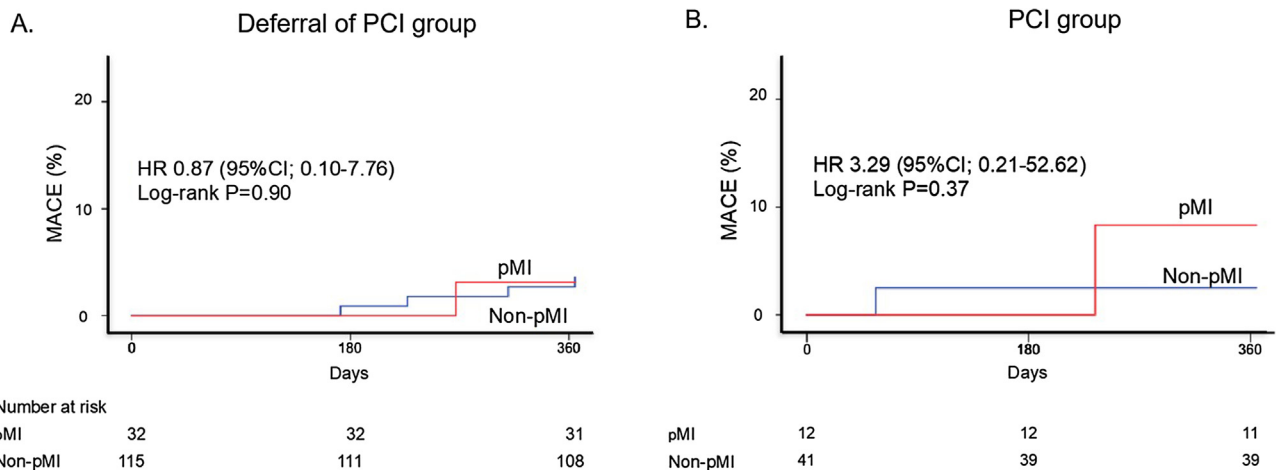 A.
Deferral of PCI group
20
10
0
MACE (%)
HR 0.87 (95%CI; 0.10-7.76)
Log-rank P=0.90
pMI
Non-pMI
0 180 360
Days
Number at risk
pMI 32 32 31
Non-pMI 115 111 108
B.
PCI group
20
10
0
MACE (%)
HR 3.29 (95%CI; 0.21-52.62)
Log-rank P=0.37
pMI
Non-pMI
0 180 360
Days
pMI 12 12 11
Non-pMI 41 39 39